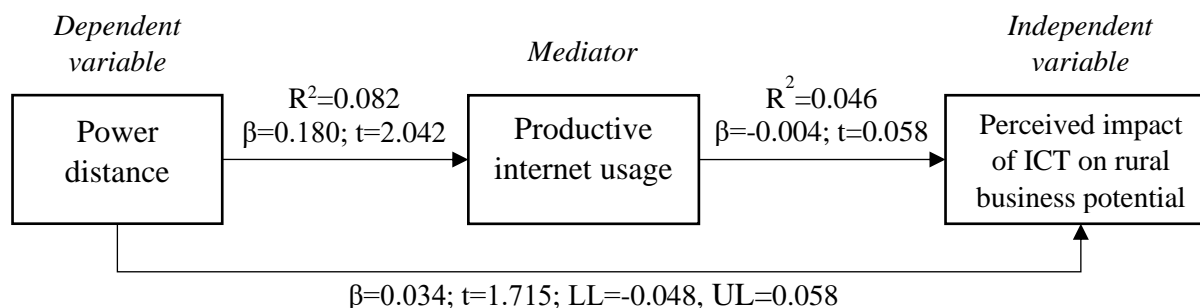 Dependent
variable
Mediator
Independent
variable
Power
distance
R²=0.082
β=0.180; t=2.042
Productive
internet usage
R²=0.046
β=-0.004; t=0.058
Perceived impact
of ICT on rural
business potential
β=0.034; t=1.715; LL=-0.048, UL=0.058